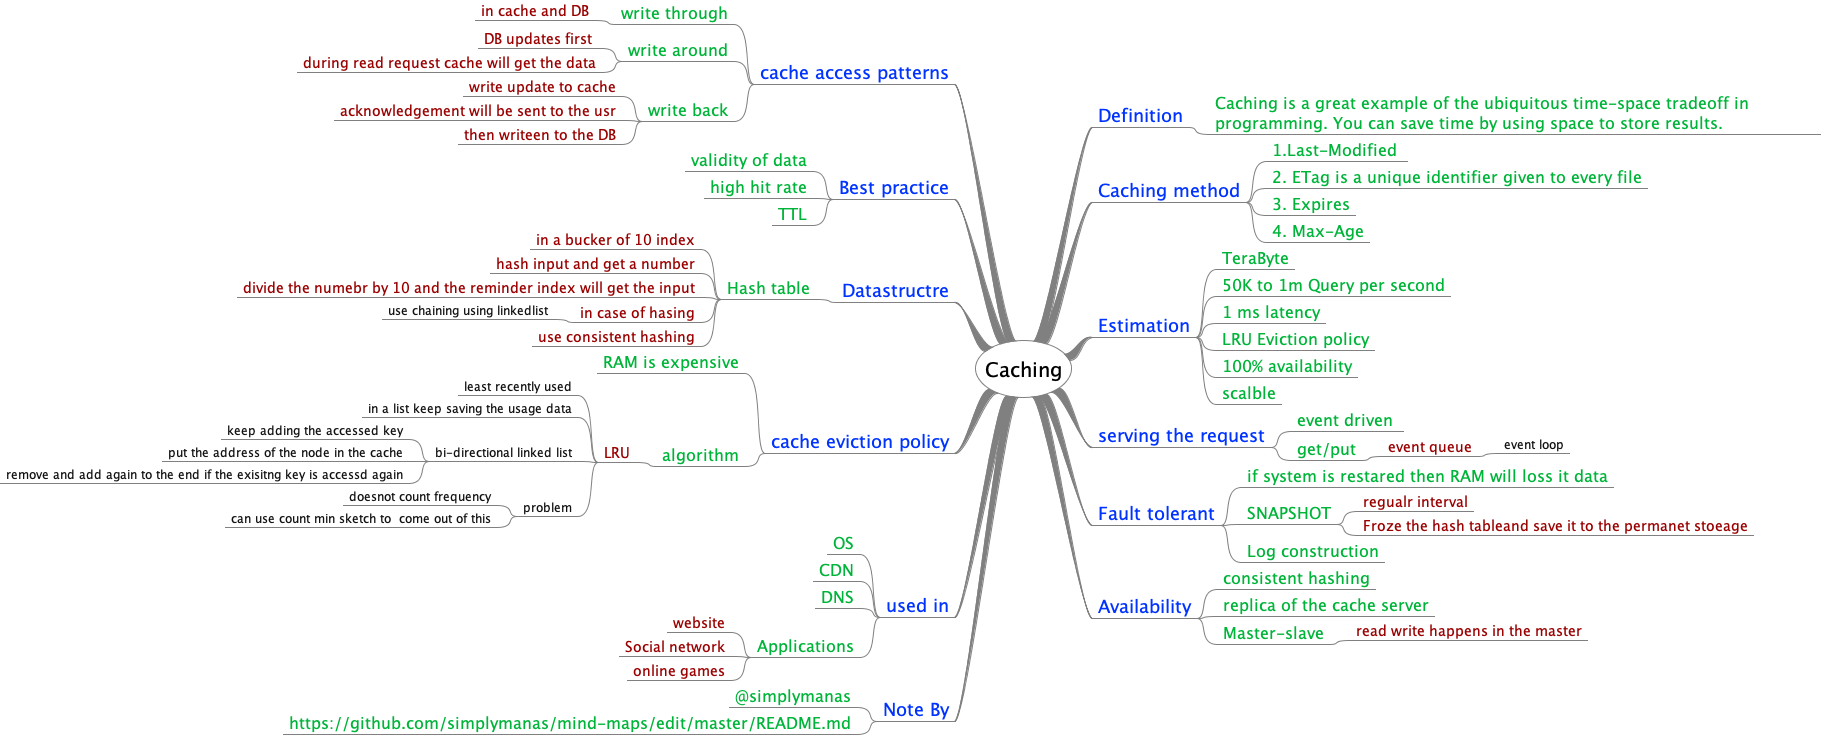 Caching
cache access patterns
write through
in cache and DB
write around
DB updates first
during read request cache will get the data
write back
write update to cache
acknowledgement will be sent to the usr
then writeen to the DB
Best practice
validity of data
high hit rate
TTL
Datastructre
Hash table
in a bucker of 10 index
hash input and get a number
divide the numebr by 10 and the reminder index will get the input
in case of hasing
use chaining using linkedlist
use consistent hashing
cache eviction policy
RAM is expensive
algorithm
LRU
least recently used
in a list keep saving the usage data
bi-directional linked list
keep adding the accessed key
put the address of the node in the cache
remove and add again to the end if the exisitng key is accessd again
problem
doesnot count frequency
can use count min sketch to  come out of this
used in
OS
CDN
DNS
Applications
website
Social network
online games
Note By
@simplymanas
https://github.com/simplymanas/mind-maps/edit/master/README.md
Definition
Caching is a great example of the ubiquitous time-space tradeoff in
programming. You can save time by using space to store results.
Caching method
1.Last-Modified
2. ETag is a unique identifier given to every file
3. Expires
4. Max-Age
Estimation
TeraByte
50K to 1m Query per second
1 ms latency
LRU Eviction policy
100% availability
scalble
serving the request
event driven
get/put
event queue
event loop
Fault tolerant
if system is restared then RAM will loss it data
SNAPSHOT
regualr interval
Froze the hash tableand save it to the permanet stoeage
Log construction
Availability
consistent hashing
replica of the cache server
Master-slave
read write happens in the master